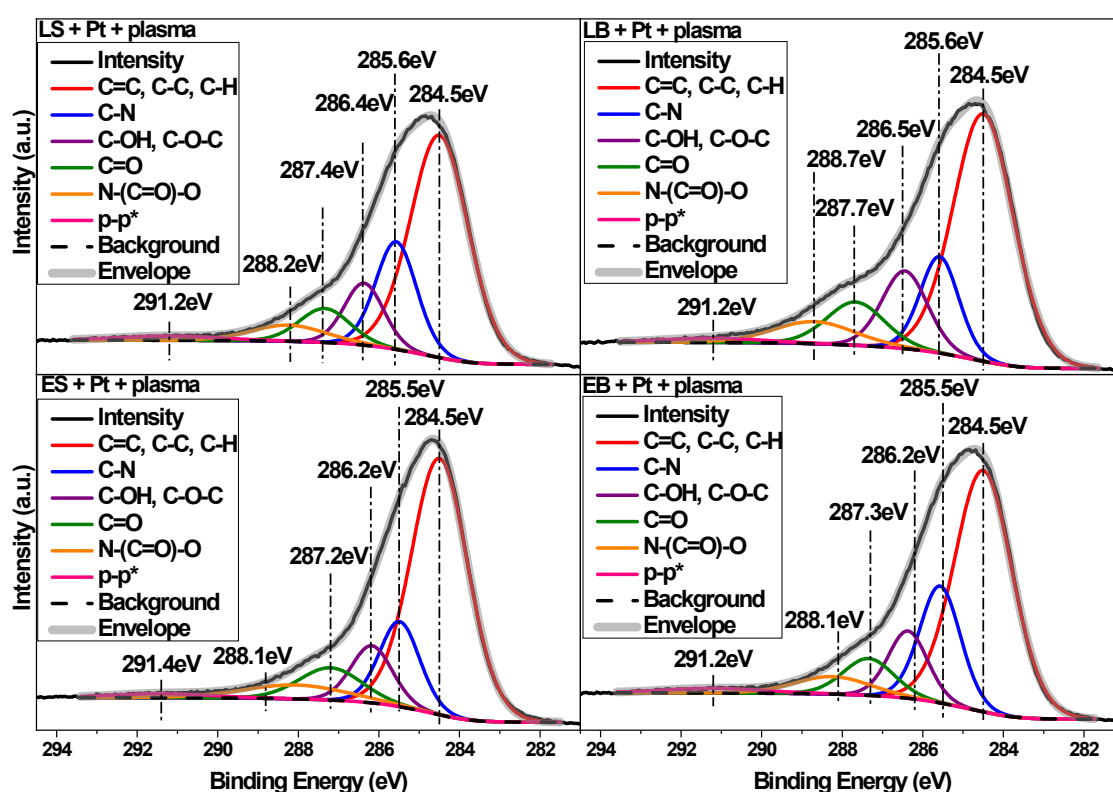 LS + Pt + plasma
Intensity
C=C, C-C, C-H
C-N
C-OH, C-O-C
C=O
N-(C=O)-O
p-p*
Background
Envelope
285.6eV
286.4eV
284.5eV
287.4eV
288.2eV
291.2eV
Intensity (a.u.)
LB + Pt + plasma
Intensity
C=C, C-C, C-H
C-N
C-OH, C-O-C
C=O
N-(C=O)-O
p-p*
Background
Envelope
285.6eV
284.5eV
286.5eV
288.7eV
287.7eV
291.2eV
Intensity (a.u.)
ES + Pt + plasma
Intensity
C=C, C-C, C-H
C-N
C-OH, C-O-C
C=O
N-(C=O)-O
p-p*
Background
Envelope
285.5eV
284.5eV
286.2eV
287.2eV
288.1eV
291.4eV
Intensity (a.u.)
294 292 290 288 286 284 282
Binding Energy (eV)
EB + Pt + plasma
Intensity
C=C, C-C, C-H
C-N
C-OH, C-O-C
C=O
N-(C=O)-O
p-p*
Background
Envelope
285.5eV
284.5eV
286.2eV
287.3eV
288.1eV
291.2eV
Intensity (a.u.)
294 292 290 288 286 284 282
Binding Energy (eV)